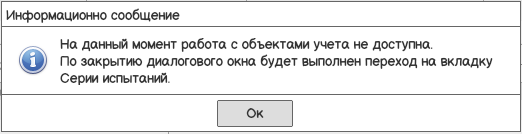 Информационно сообщение
На данный момент работа с объектами учета не доступна.
По закрытию диалогового окна будет выполнен переход на вкладку
Серии испытаний.
Ок